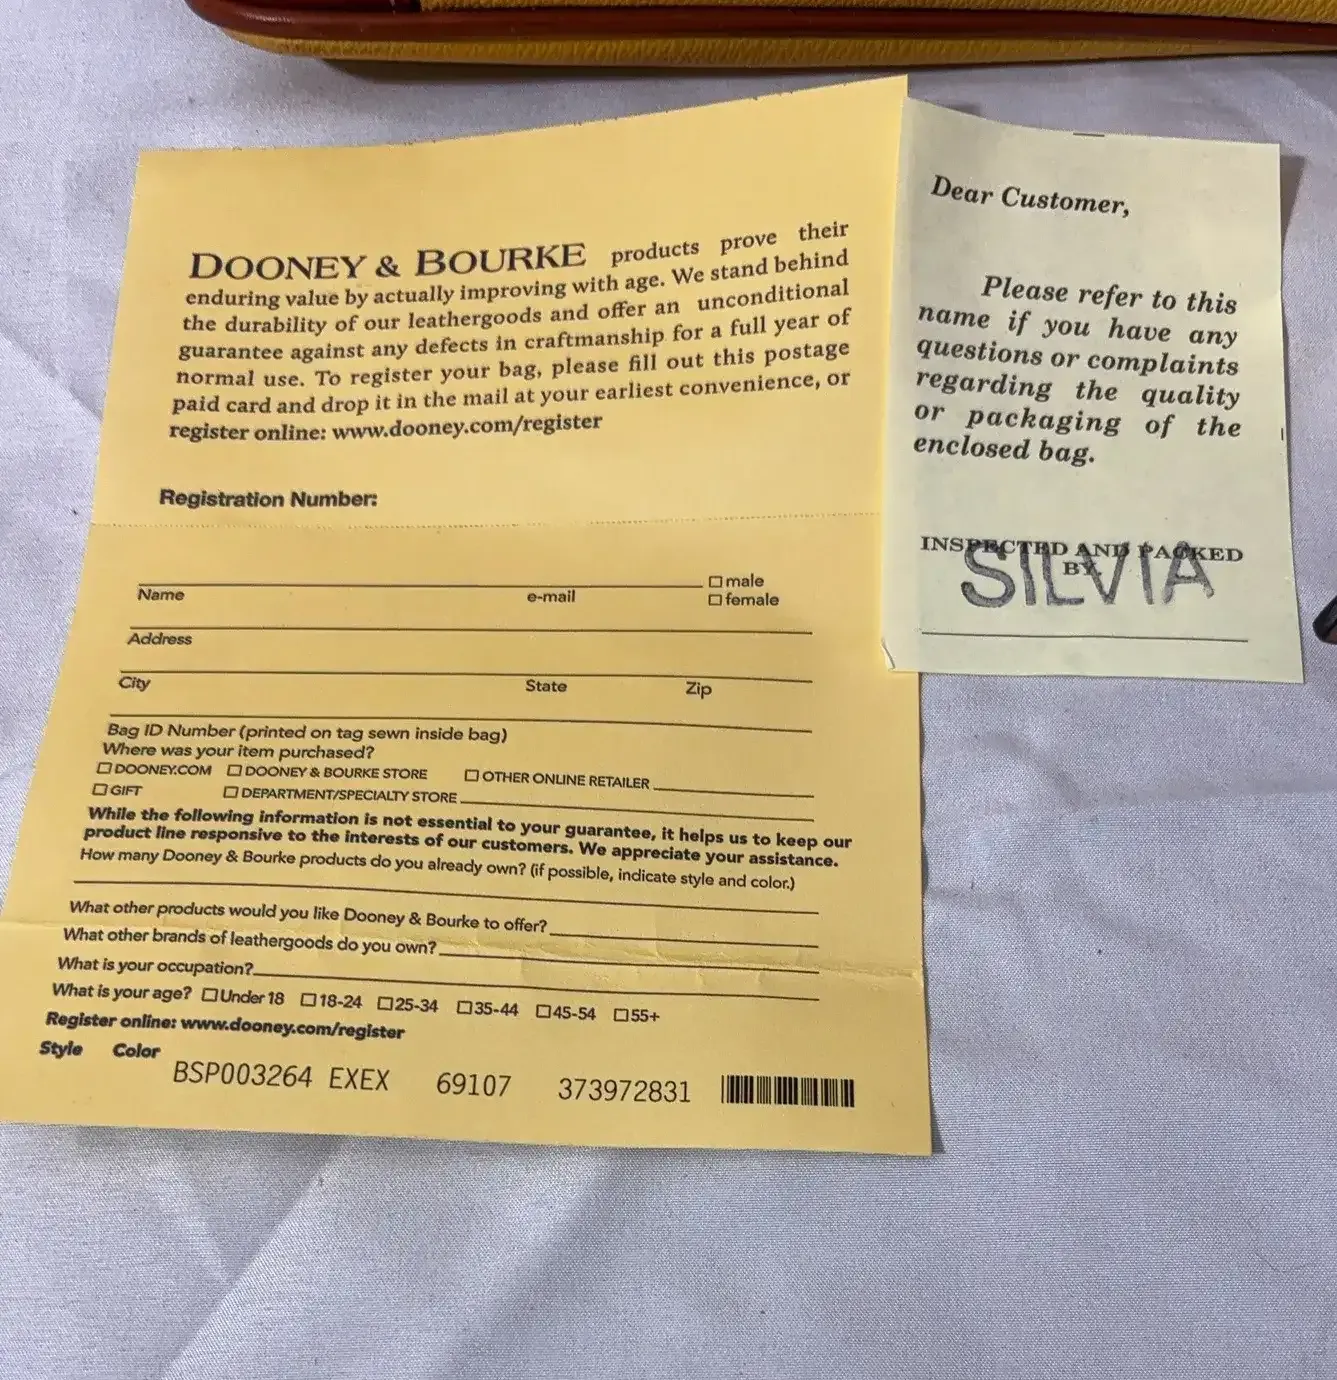 DOONEY & BOURKE products prove their
enduring value by actually improving with age. We stand behind
the durability of our leathergoods and offer an unconditional
guarantee against any defects in craftmanship for a full year of
normal use. To register your bag, please fill out this postage
paid card and drop it in the mail at your earliest convenience, or
register online: www.dooney.com/register
Registration Number:
☐ male
Name e-mail ☐ female
Address
City State Zip
Bag ID Number (printed on tag sewn inside bag)
Where was your item purchased?
☐ DOONEY.COM ☐ DOONEY & BOURKE STORE ☐ OTHER ONLINE RETAILER
☐ GIFT ☐ DEPARTMENT/SPECIALTY STORE
While the following information is not essential to your guarantee, it helps us to keep our
product line responsive to the interests of our customers. We appreciate your assistance.
How many Dooney & Bourke products do you already own? (if possible, indicate style and color.)
What other products would you like Dooney & Bourke to offer?
What other brands of leathergoods do you own?
What is your occupation?
What is your age? ☐ Under 18 ☐ 18-24 ☐ 25-34 ☐ 35-44 ☐ 45-54 ☐ 55+
Register online: www.dooney.com/register
Style Color
BSP003264 EXEX 69107 373972831
Dear Customer,
Please refer to this
name if you have any
questions or complaints
regarding the quality
or packaging of the
enclosed bag.
INSPECTED AND PACKED
BY
SILVIA